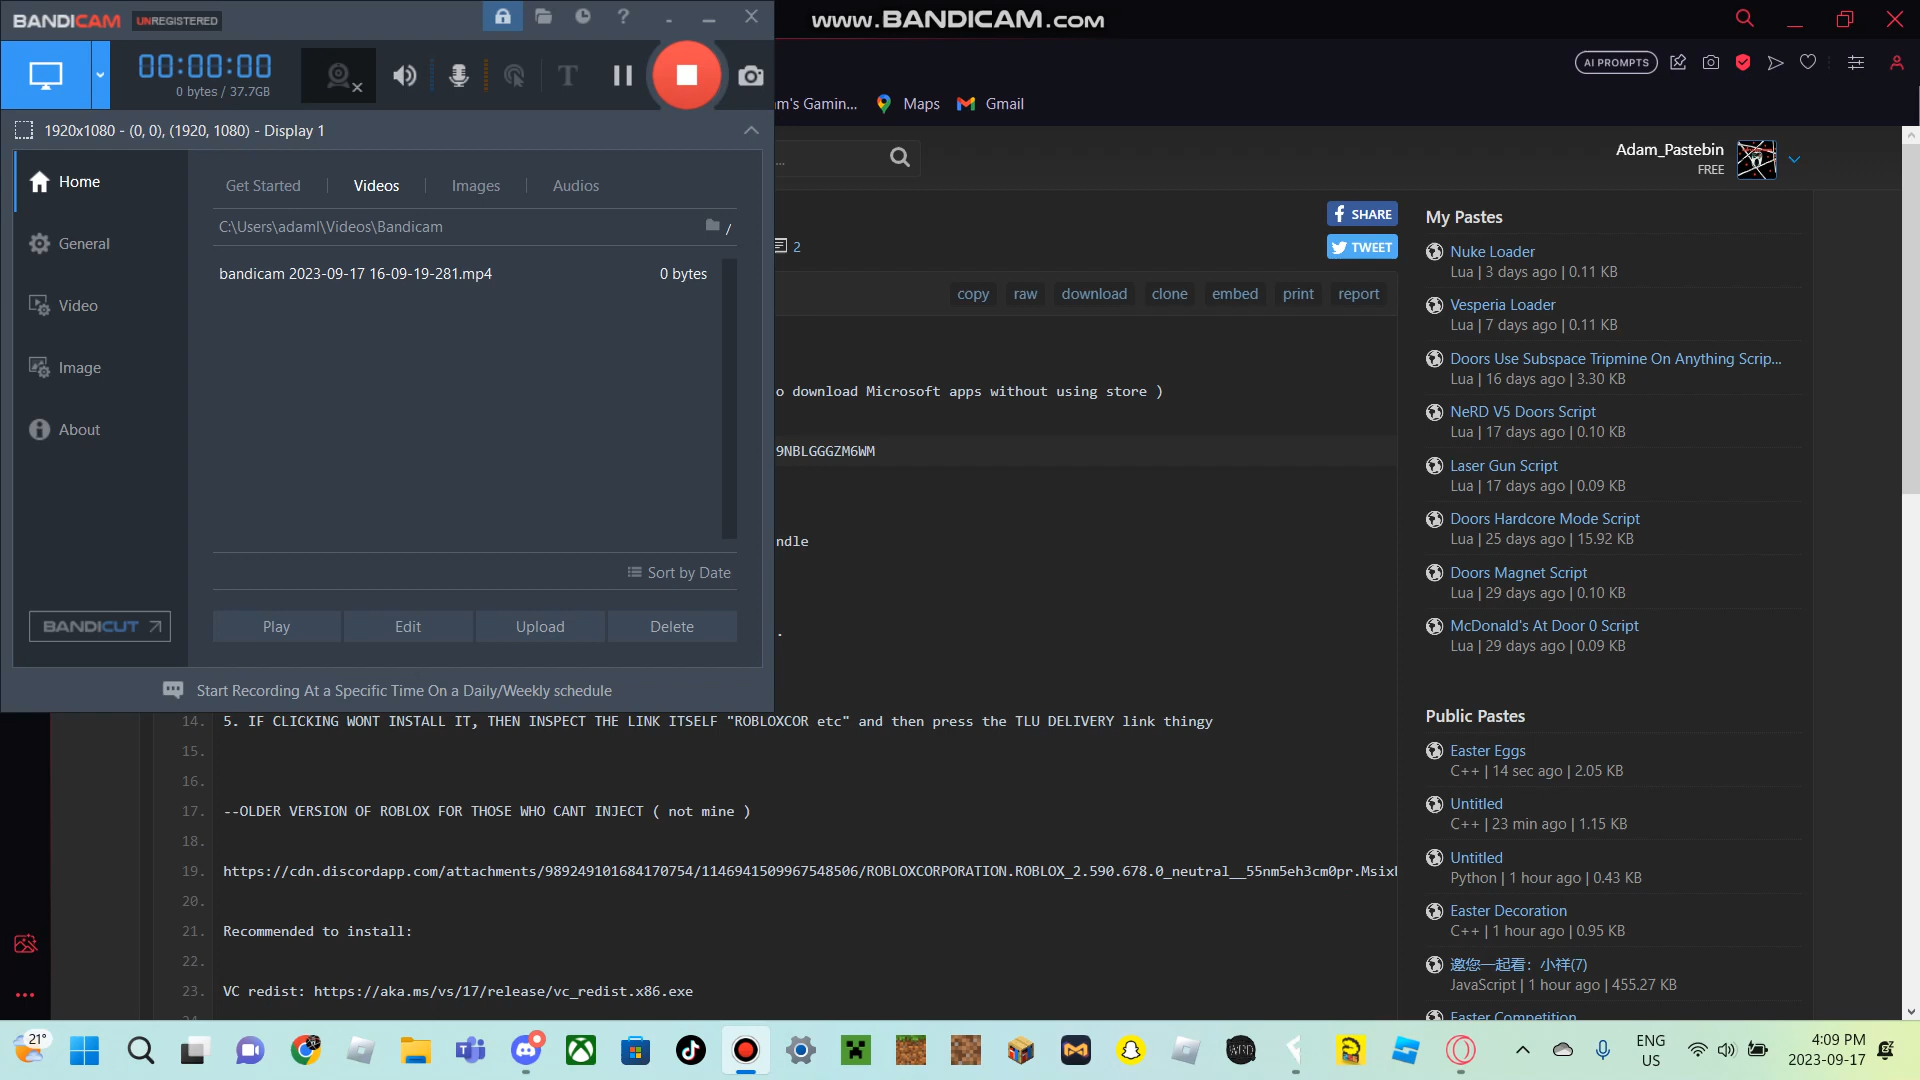 BANDICAM UNREGISTERED
www.BANDICAM.com
00:00:00
0 bytes / 37.7GB
AI PROMPTS
m's Gamin...
Maps
Gmail
1920x1080 - (0, 0), (1920, 1080) - Display 1
Home
General
Video
Image
About
BANDICUT
Get Started
Videos
Images
Audios
C:\Users\adaml\Videos\Bandicam
/
bandicam 2023-09-17 16-09-19-281.mp4
0 bytes
Sort by Date
Play
Edit
Upload
Delete
Start Recording At a Specific Time On a Daily/Weekly schedule
...
Adam_Pastebin
FREE
SHARE
TWEET
2
copy
raw
download
clone
embed
print
report
o download Microsoft apps without using store )
9NBLGGGZM6WM
ndle
.
14. 5. IF CLICKING WONT INSTALL IT, THEN INSPECT THE LINK ITSELF "ROBLOXCOR etc" and then press the TLU DELIVERY link thingy
15.
16.
17. --OLDER VERSION OF ROBLOX FOR THOSE WHO CANT INJECT ( not mine )
18.
19. https://cdn.discordapp.com/attachments/989249101684170754/1146941509967548506/ROBLOXCORPORATION.ROBLOX_2.590.678.0_neutral__55nm5eh3cm0pr.Msixb
20.
21. Recommended to install:
22.
23. VC redist: https://aka.ms/vs/17/release/vc_redist.x86.exe
My Pastes
Nuke Loader
Lua | 3 days ago | 0.11 KB
Vesperia Loader
Lua | 7 days ago | 0.11 KB
Doors Use Subspace Tripmine On Anything Scrip...
Lua | 16 days ago | 3.30 KB
NeRD V5 Doors Script
Lua | 17 days ago | 0.10 KB
Laser Gun Script
Lua | 17 days ago | 0.09 KB
Doors Hardcore Mode Script
Lua | 25 days ago | 15.92 KB
Doors Magnet Script
Lua | 29 days ago | 0.10 KB
McDonald's At Door 0 Script
Lua | 29 days ago | 0.09 KB
Public Pastes
Easter Eggs
C++ | 14 sec ago | 2.05 KB
Untitled
C++ | 23 min ago | 1.15 KB
Untitled
Python | 1 hour ago | 0.43 KB
Easter Decoration
C++ | 1 hour ago | 0.95 KB
邀您一起看：小祥(7)
JavaScript | 1 hour ago | 455.27 KB
Easter Competition
21°
ENG
US
4:09 PM
2023-09-17